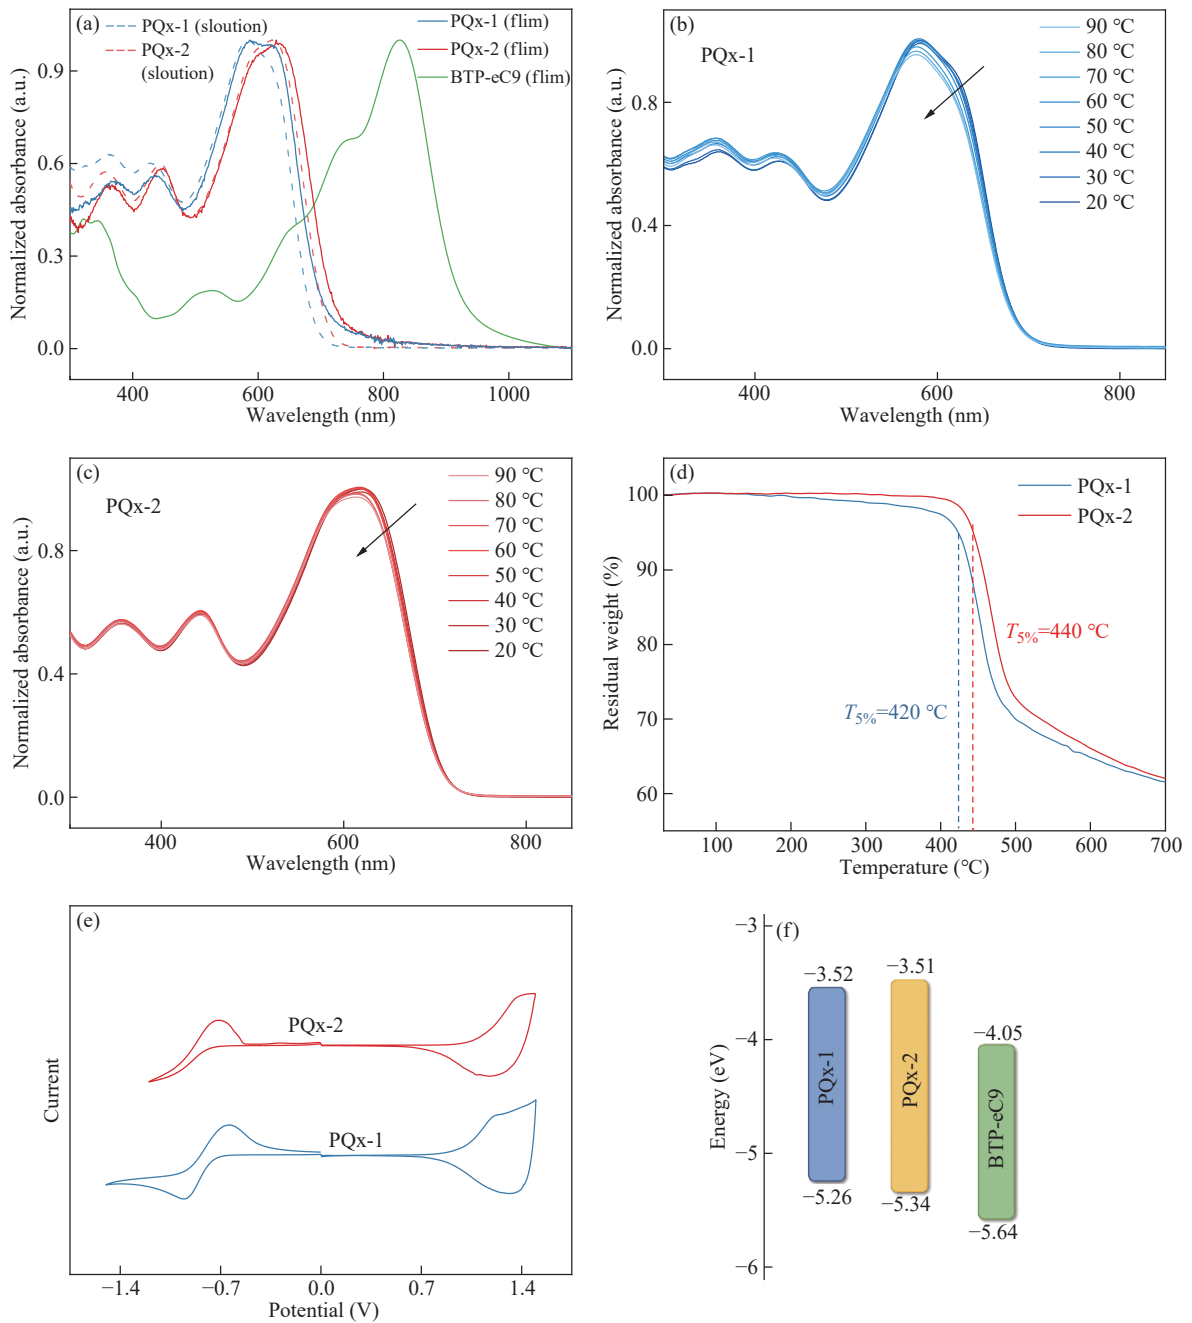 (a)
PQx-1 (sloution)
PQx-2
(sloution)
PQx-1 (flim)
PQx-2 (flim)
BTP-eC9 (flim)
Normalized absorbance (a.u.)
0.9
0.6
0.3
0.0
400
600
800
1000
Wavelength (nm)
(b)
PQx-1
90 °C
80 °C
70 °C
60 °C
50 °C
40 °C
30 °C
20 °C
Normalized absorbance (a.u.)
0.8
0.4
0.0
400
600
800
Wavelength (nm)
(c)
PQx-2
90 °C
80 °C
70 °C
60 °C
50 °C
40 °C
30 °C
20 °C
Normalized absorbance (a.u.)
0.8
0.4
0.0
400
600
800
Wavelength (nm)
(d)
PQx-1
PQx-2
Residual weight (%)
100
90
80
70
60
T5%=440 °C
T5%=420 °C
100
200
300
400
500
600
700
Temperature (°C)
(e)
PQx-2
PQx-1
Current
−1.4
−0.7
0.0
0.7
1.4
Potential (V)
(f)
Energy (eV)
−3
−4
−5
−6
−3.52
PQx-1
−5.26
−3.51
PQx-2
−5.34
−4.05
BTP-eC9
−5.64